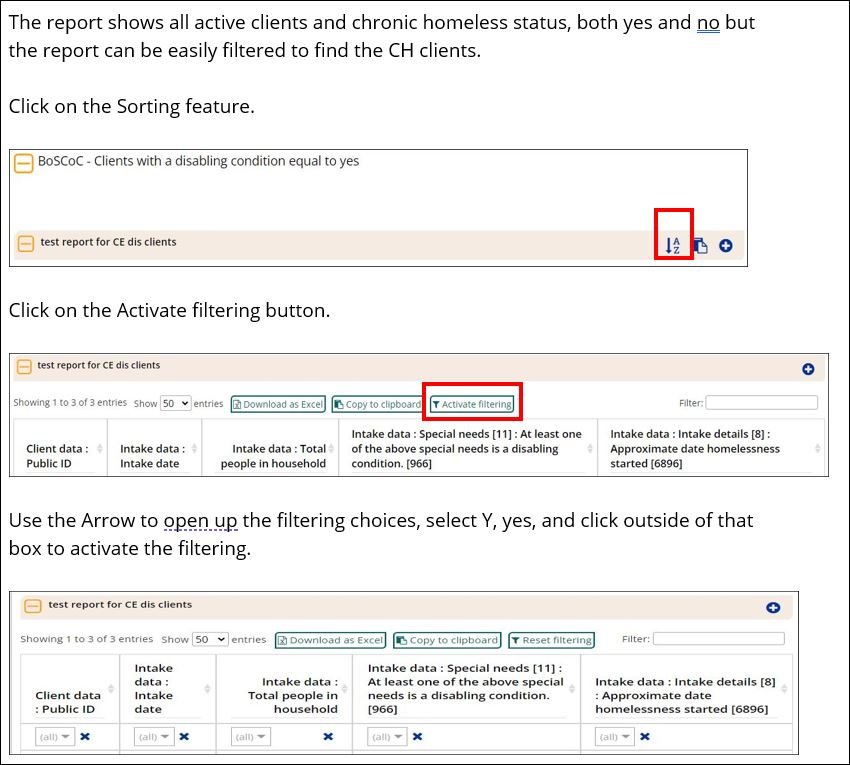 The report shows all active clients and chronic homeless status, both yes and no but
the report can be easily filtered to find the CH clients.
Click on the Sorting feature.
BoSCoC - Clients with a disabling condition equal to yes
test report for CE dis clients
A
Z
Click on the Activate filtering button.
test report for CE dis clients
Showing 1 to 3 of 3 entries Show 50 entries Download as Excel Copy to clipboard Activate filtering Filter:
Intake data : Special needs [11] : At least one Intake data : Intake details [8] :
Client data : Intake data : Intake data : Total of the above special needs is a disabling Approximate date homelessness
Public ID Intake date people in household condition. [966] started [6896]
Use the Arrow to open up the filtering choices, select Y, yes, and click outside of that
box to activate the filtering.
test report for CE dis clients
Showing 1 to 3 of 3 entries Show 50 entries Download as Excel Copy to clipboard Reset filtering Filter:
Intake Intake data : Special needs [11] :
data : Intake data : At least one of the above special Intake data : Intake details [8]
Client data Intake Total people in needs is a disabling condition. : Approximate date
: Public ID date household [966] homelessness started [6896]
(all) (all) (all) (all) (all)